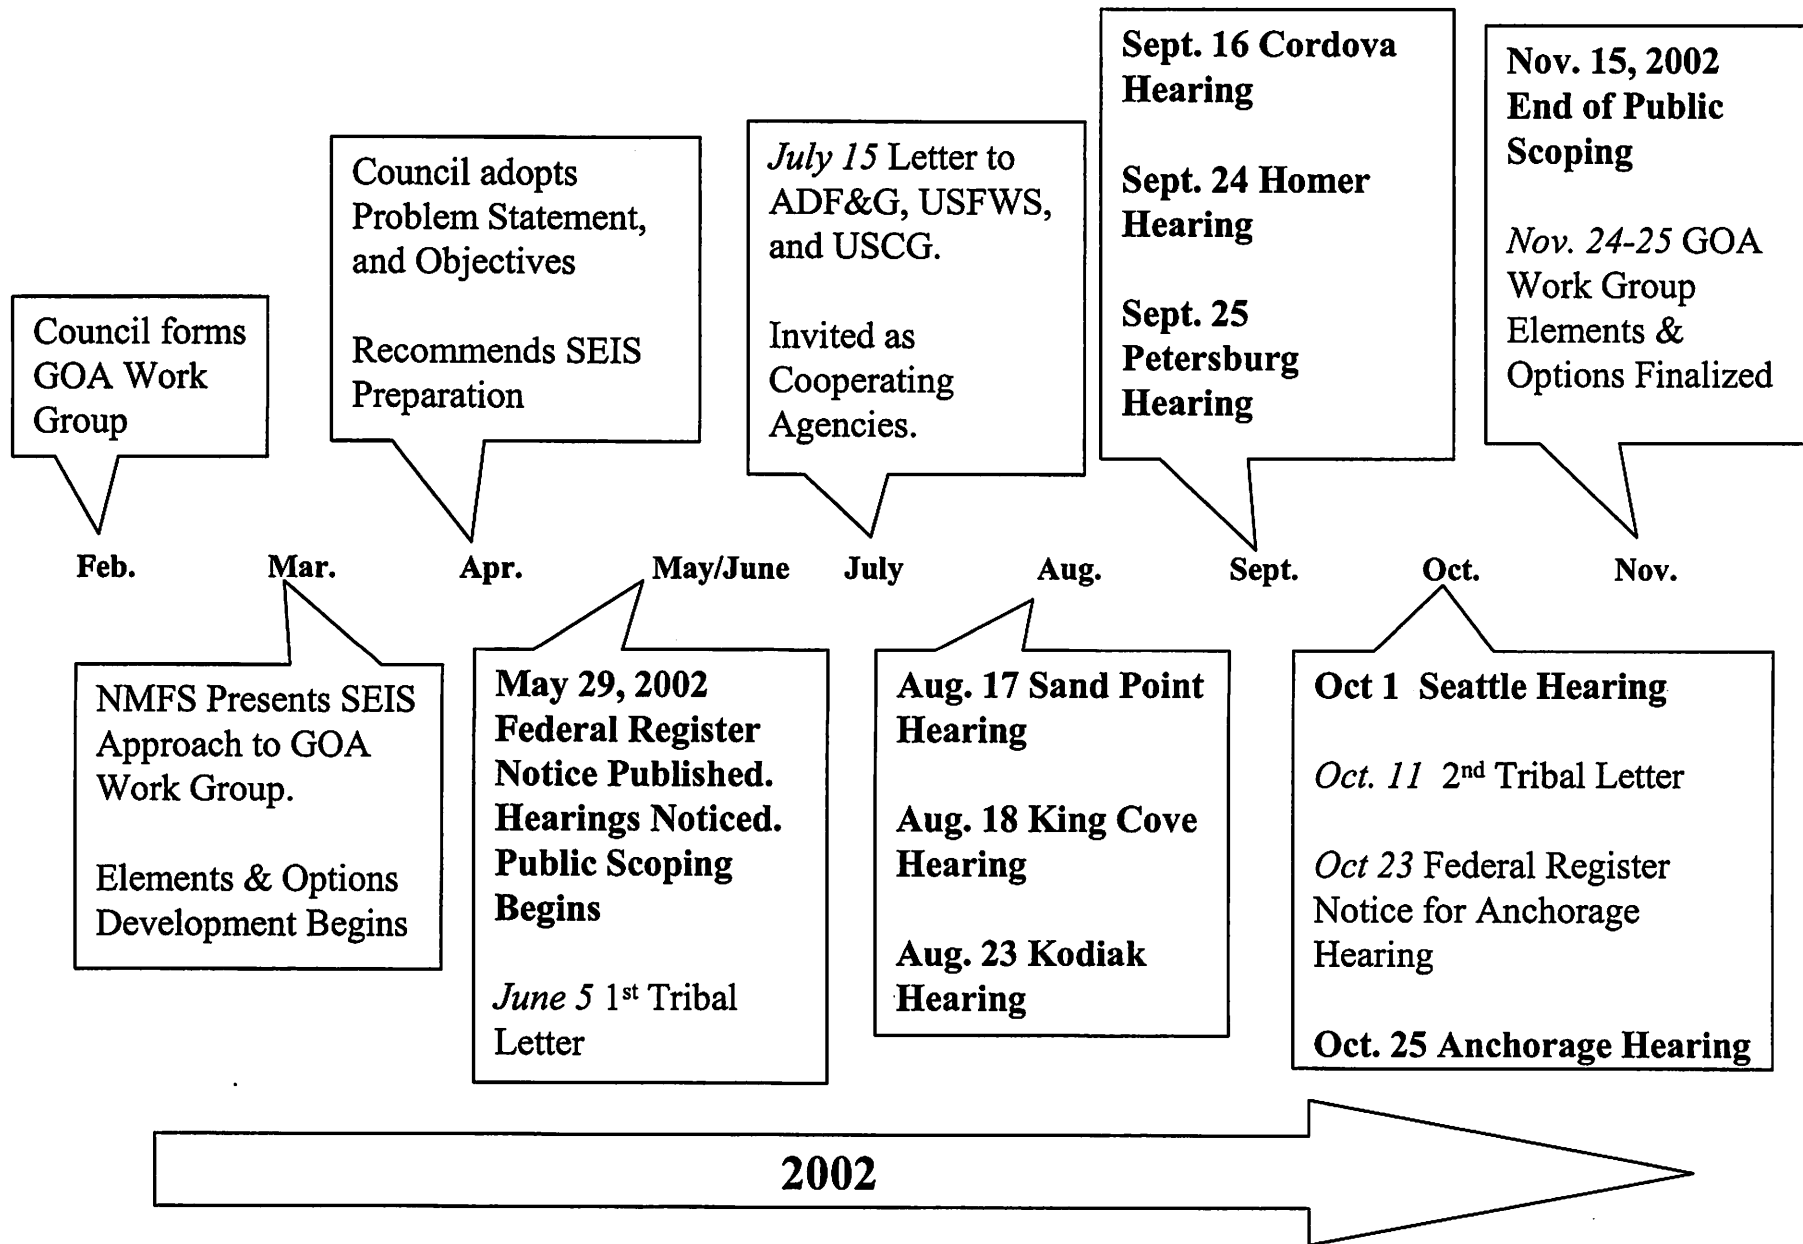 Council forms
GOA Work
Group
Council adopts
Problem Statement,
and Objectives
Recommends SEIS
Preparation
July 15 Letter to
ADF&G, USFWS,
and USCG.
Invited as
Cooperating
Agencies.
Sept. 16 Cordova
Hearing
Sept. 24 Homer
Hearing
Sept. 25
Petersburg
Hearing
Nov. 15, 2002
End of Public
Scoping
Nov. 24-25 GOA
Work Group
Elements &
Options Finalized
Feb. Mar. Apr. May/June July Aug. Sept. Oct. Nov.
NMFS Presents SEIS
Approach to GOA
Work Group.
Elements & Options
Development Begins
May 29, 2002
Federal Register
Notice Published.
Hearings Noticed.
Public Scoping
Begins
June 5 1st Tribal
Letter
Aug. 17 Sand Point
Hearing
Aug. 18 King Cove
Hearing
Aug. 23 Kodiak
Hearing
Oct 1 Seattle Hearing
Oct. 11 2nd Tribal Letter
Oct 23 Federal Register
Notice for Anchorage
Hearing
Oct. 25 Anchorage Hearing
2002